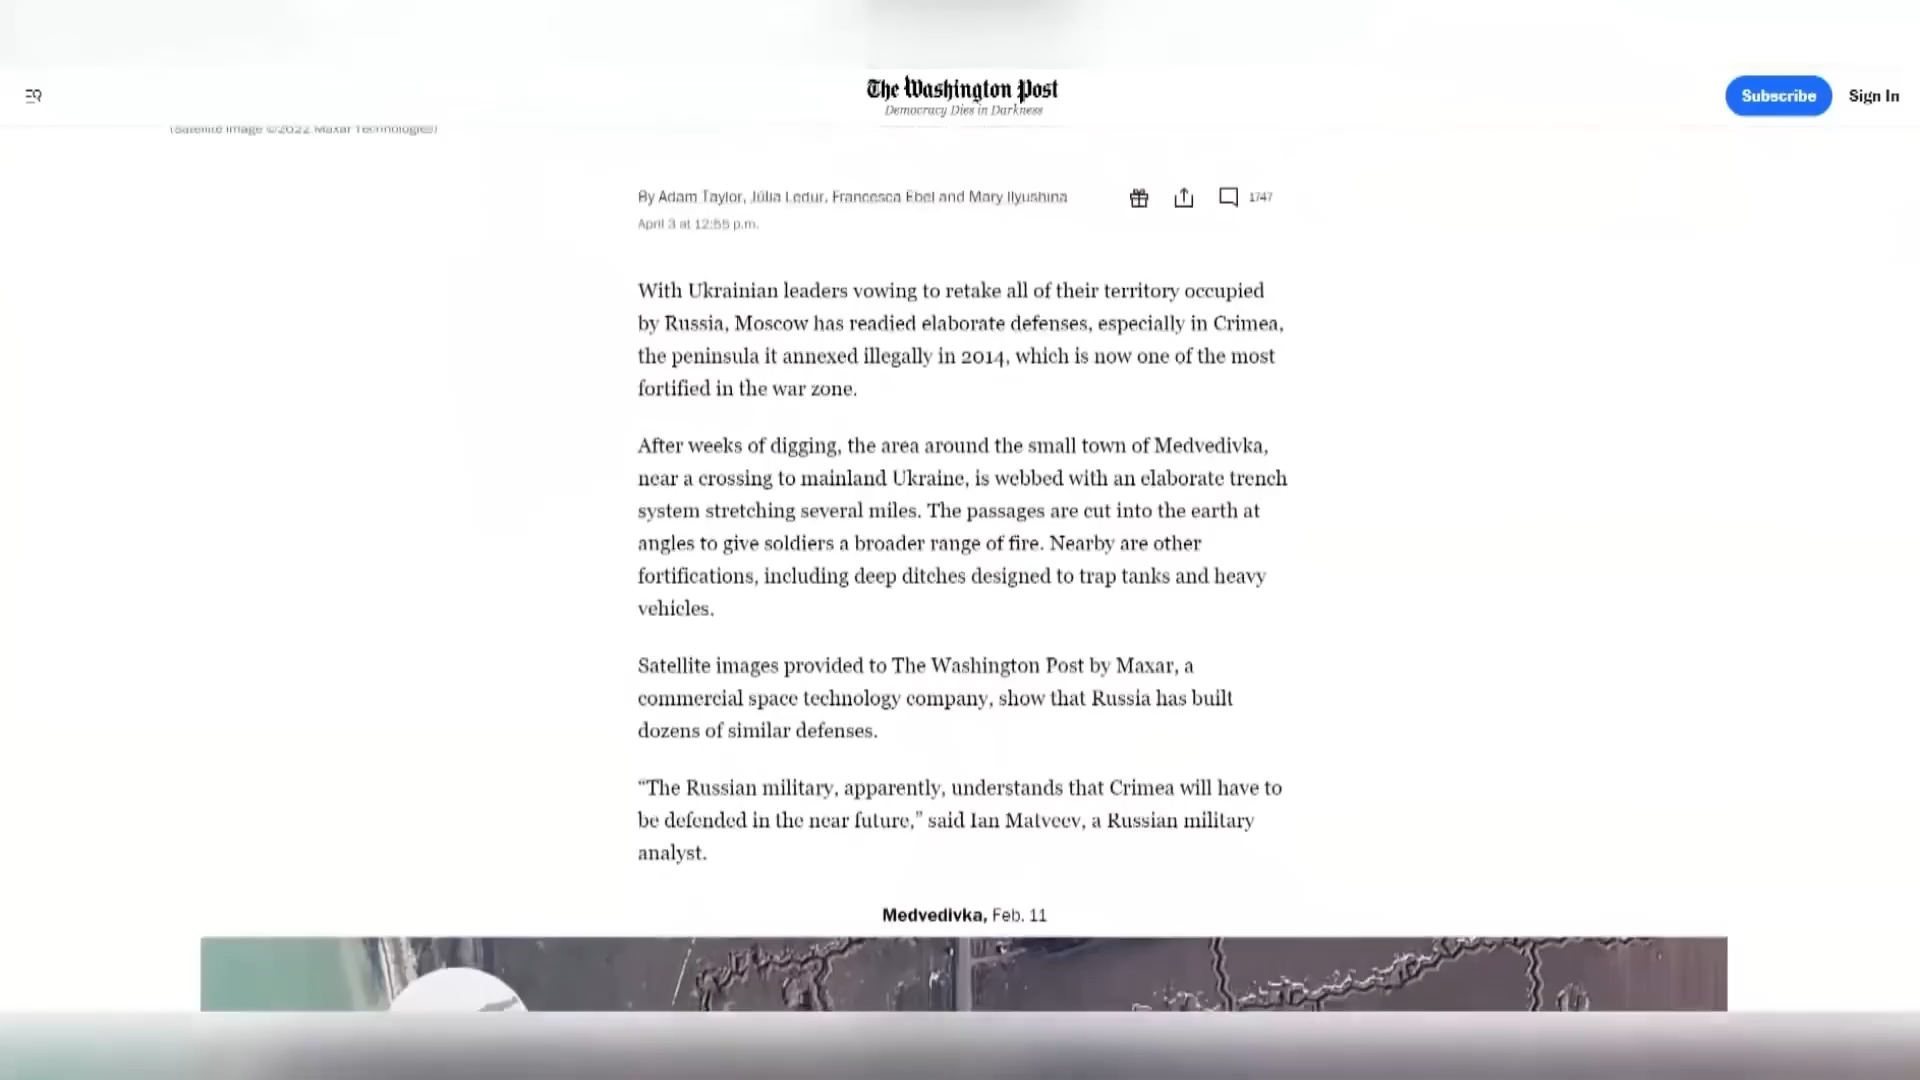 The Washington Post
Democracy Dies in Darkness
Subscribe
Sign In
(Satellite image ©2022 Maxar Technologies)
By Adam Taylor, Júlia Ledur, Francesca Ebel and Mary Ilyushina
1747
April 3 at 12:55 p.m.
With Ukrainian leaders vowing to retake all of their territory occupied
by Russia, Moscow has readied elaborate defenses, especially in Crimea,
the peninsula it annexed illegally in 2014, which is now one of the most
fortified in the war zone.
After weeks of digging, the area around the small town of Medvedivka,
near a crossing to mainland Ukraine, is webbed with an elaborate trench
system stretching several miles. The passages are cut into the earth at
angles to give soldiers a broader range of fire. Nearby are other
fortifications, including deep ditches designed to trap tanks and heavy
vehicles.
Satellite images provided to The Washington Post by Maxar, a
commercial space technology company, show that Russia has built
dozens of similar defenses.
“The Russian military, apparently, understands that Crimea will have to
be defended in the near future,” said Ian Matveev, a Russian military
analyst.
Medvedivka, Feb. 11